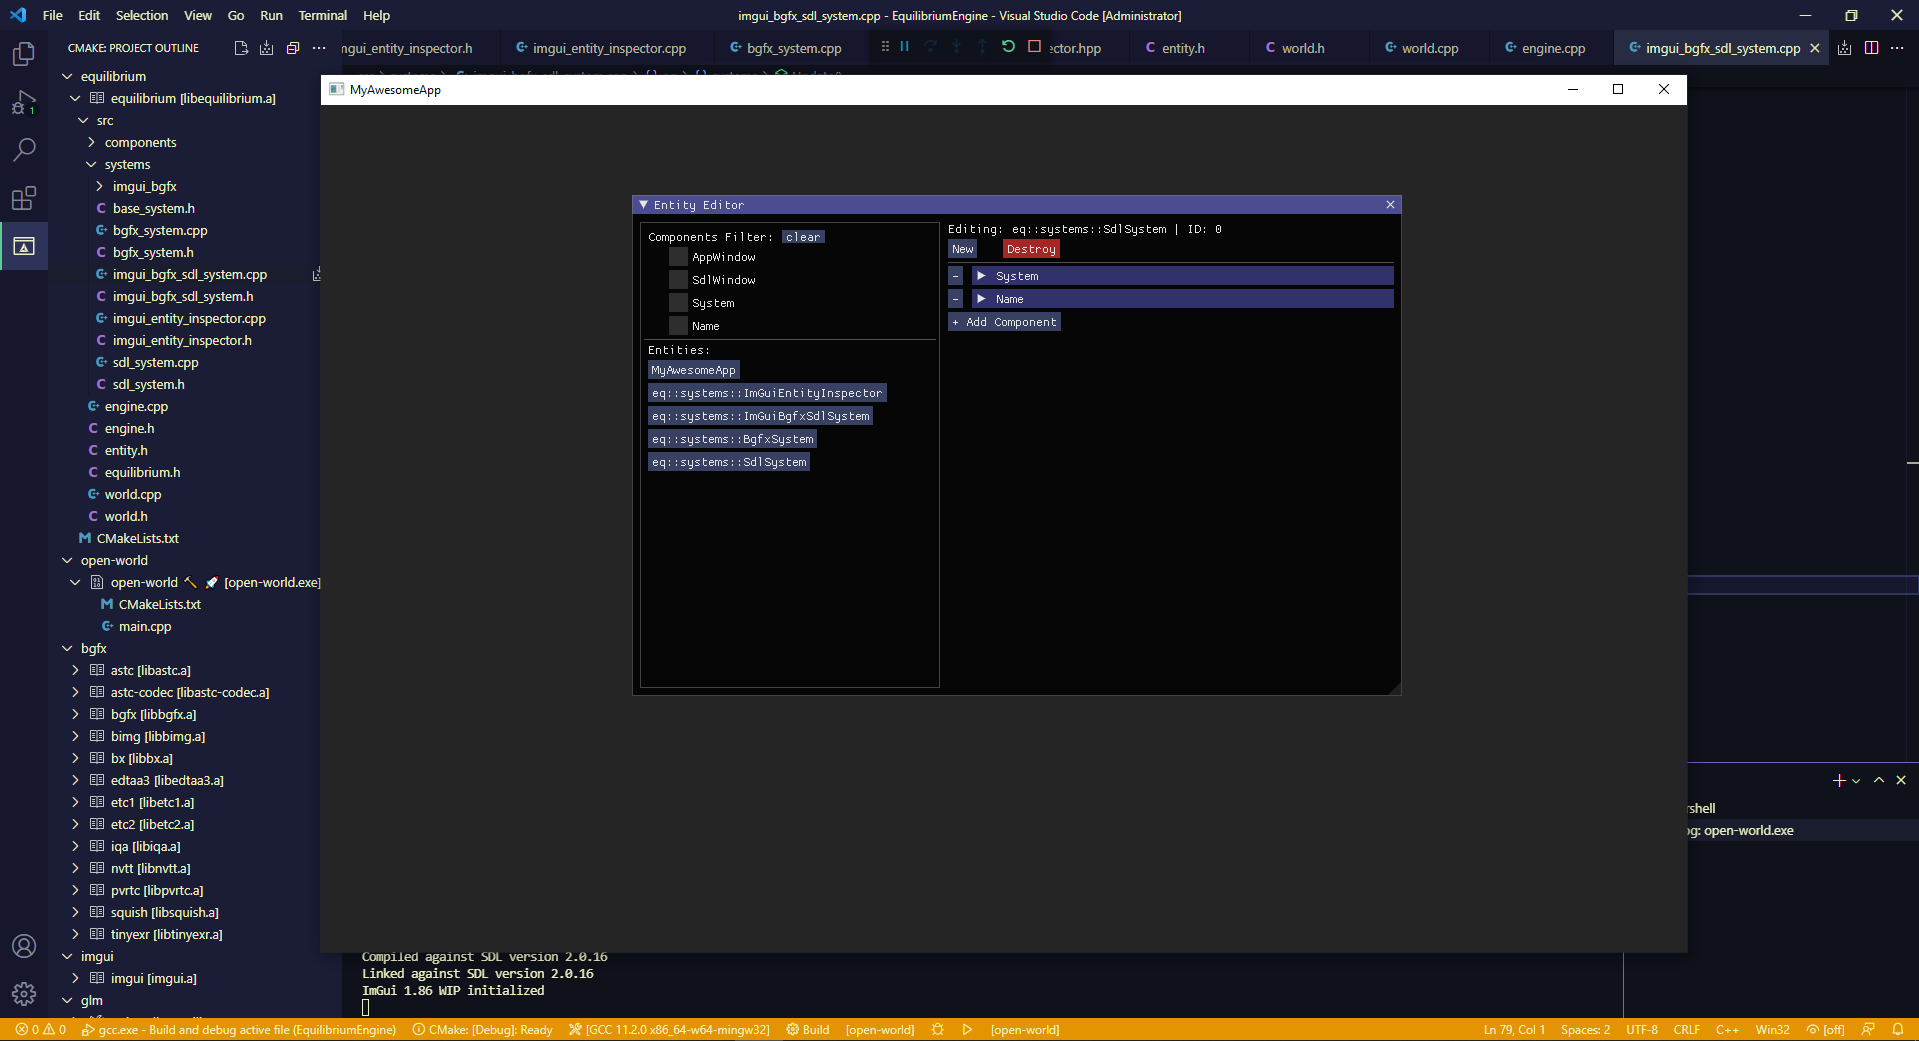 File Edit Selection View Go Run Terminal Help
imgui_bgfx_sdl_system.cpp - EquilibriumEngine - Visual Studio Code [Administrator]
CMAKE: PROJECT OUTLINE
imgui_entity_inspector.h
imgui_entity_inspector.cpp
bgfx_system.cpp
ector.hpp
entity.h
world.h
world.cpp
engine.cpp
imgui_bgfx_sdl_system.cpp
1
equilibrium
equilibrium [libequilibrium.a]
src
components
systems
imgui_bgfx
base_system.h
bgfx_system.cpp
bgfx_system.h
imgui_bgfx_sdl_system.cpp
imgui_bgfx_sdl_system.h
imgui_entity_inspector.cpp
imgui_entity_inspector.h
sdl_system.cpp
sdl_system.h
engine.cpp
engine.h
entity.h
equilibrium.h
world.cpp
world.h
CMakeLists.txt
open-world
open-world [open-world.exe]
CMakeLists.txt
main.cpp
bgfx
astc [libastc.a]
astc-codec [libastc-codec.a]
bgfx [libbgfx.a]
bimg [libbimg.a]
bx [libbx.a]
edtaa3 [libedtaa3.a]
etc1 [libetc1.a]
etc2 [libetc2.a]
iqa [libiqa.a]
nvtt [libnvtt.a]
pvrtc [libpvrtc.a]
squish [libsquish.a]
tinyexr [libtinyexr.a]
imgui
imgui [imgui.a]
glm
MyAwesomeApp
Entity Editor
Components Filter: clear
AppWindow
SdlWindow
System
Name
Entities:
MyAwesomeApp
eq::systems::ImGuiEntityInspector
eq::systems::ImGuiBgfxSdlSystem
eq::systems::BgfxSystem
eq::systems::SdlSystem
Editing: eq::systems::SdlSystem | ID: 0
New Destroy
- System
- Name
+ Add Component
rshell
og: open-world.exe
Compiled against SDL version 2.0.16
Linked against SDL version 2.0.16
ImGui 1.86 WIP initialized
0 0 gcc.exe - Build and debug active file (EquilibriumEngine) CMake: [Debug]: Ready [GCC 11.2.0 x86_64-w64-mingw32] Build [open-world] [open-world] Ln 79, Col 1 Spaces: 2 UTF-8 CRLF C++ Win32 [off]